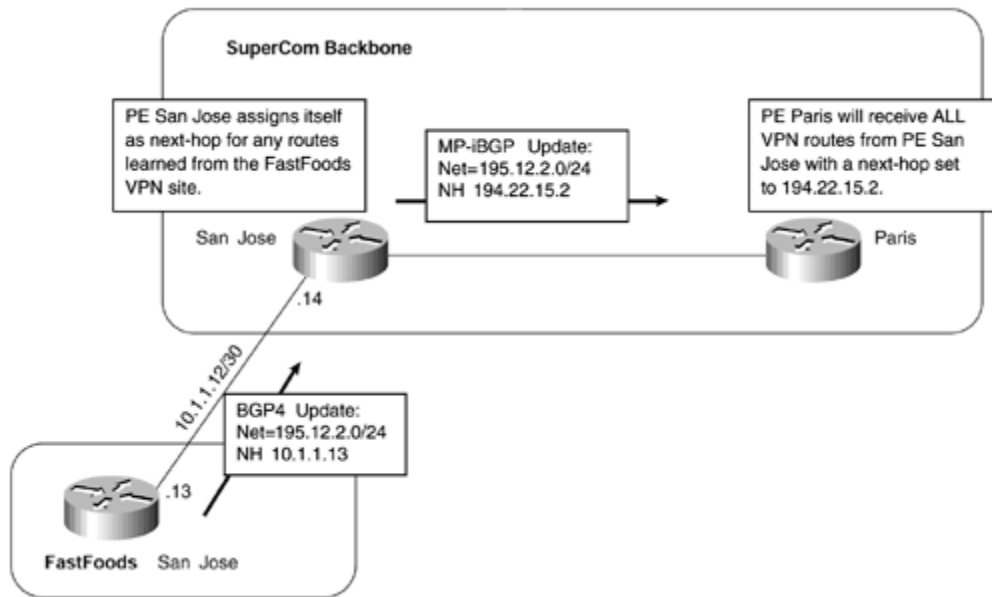 SuperCom Backbone
PE San Jose assigns itself
as next-hop for any routes
learned from the FastFoods
VPN site.
MP-iBGP Update:
Net=195.12.2.0/24
NH 194.22.15.2
PE Paris will receive ALL
VPN routes from PE San
Jose with a next-hop set
to 194.22.15.2.
San Jose
Paris
.14
10.1.1.12/30
BGP4 Update:
Net=195.12.2.0/24
NH 10.1.1.13
.13
FastFoods San Jose